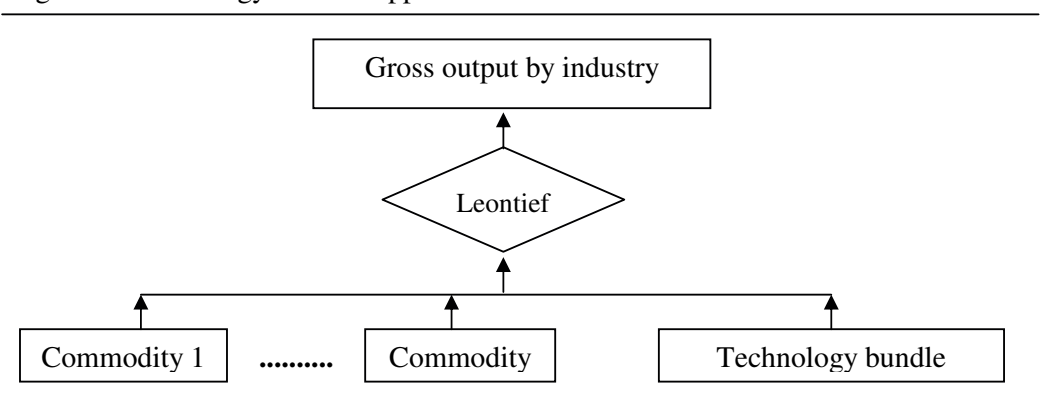 Gross output by industry
Leontief
Commodity 1 .......... Commodity Technology bundle